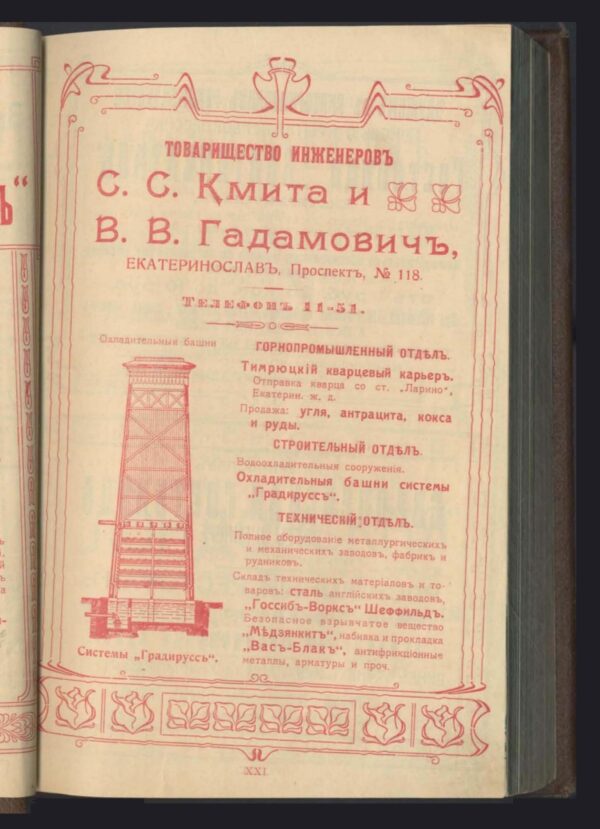 ТОВАРИЩЕСТВО ИНЖЕНЕРОВЪ
С. С. Кмита и
В. В. Гадамовичъ,
ЕКАТЕРИНОСЛАВЪ, Проспектъ, № 118.
ТЕЛЕФОНЪ 11-51.
Охладительныя башни
Системы „Градируссъ“.
ГОРНОПРОМЫШЛЕННЫЙ ОТДѢЛЪ.
Тимрюцкій кварцевый карьеръ.
Отправка кварца со ст. „Ларино“,
Екатерин. ж. д.
Продажа: угля, антрацита, кокса
и руды.
СТРОИТЕЛЬНЫЙ ОТДѢЛЪ.
Водоохладительныя сооруженія.
Охладительныя башни системы
„Градируссъ“.
ТЕХНИЧЕСКІЙ ОТДѢЛЪ.
Полное оборудованіе металлургическихъ
и механическихъ заводовъ, фабрикъ и
рудниковъ.
Складъ техническихъ матеріаловъ и то-
варовъ: сталь англійскихъ заводовъ,
„Госсибъ-Ворксъ“ Шеффильдъ.
Безопасное взрывчатое вещество
„Мѣдзянкитъ“, набивка и прокладка
„Васъ-Блакъ“, антифрикціонные
металлы, арматуры и проч.
XXI
Ъ“